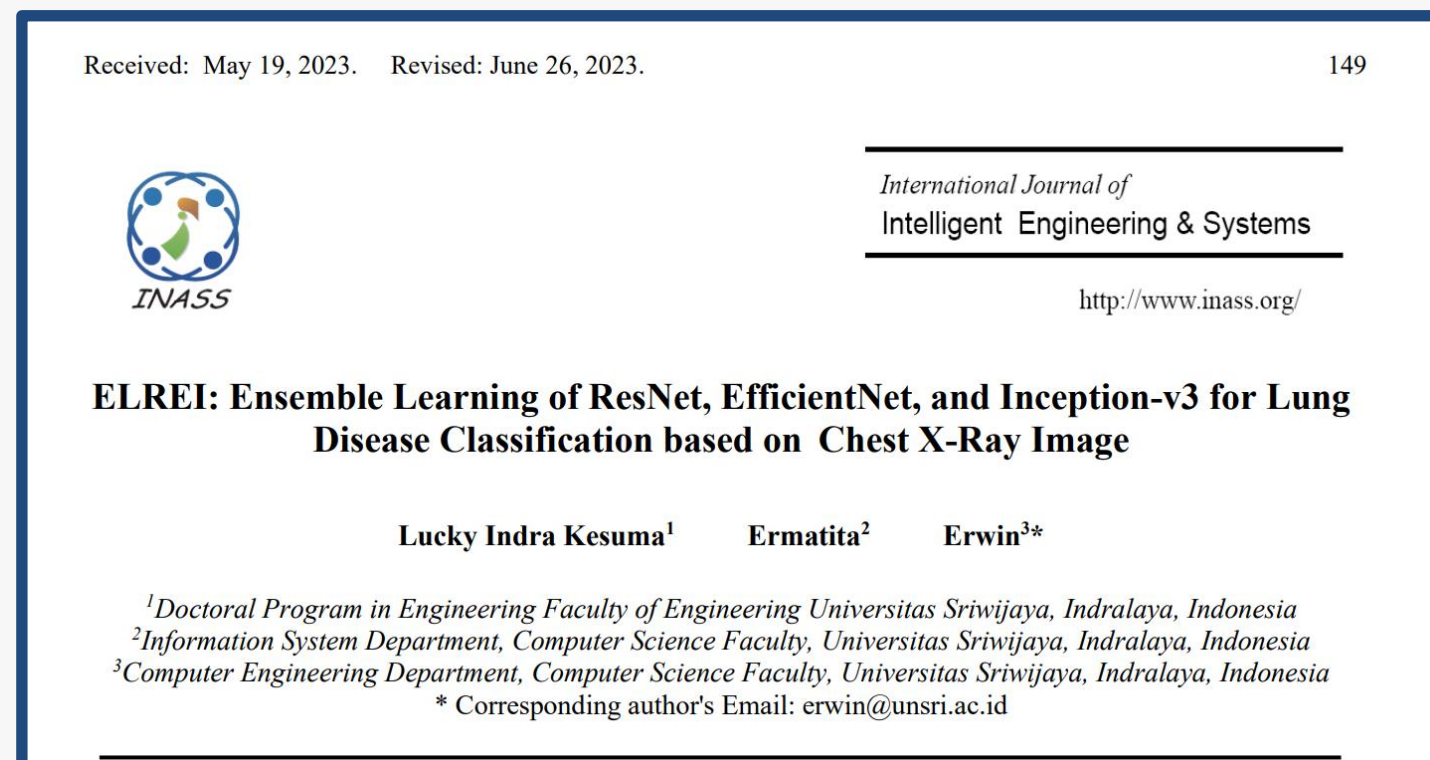 Received: May 19, 2023. Revised: June 26, 2023. 149
International Journal of
Intelligent Engineering & Systems
INASS
http://www.inass.org/
ELREI: Ensemble Learning of ResNet, EfficientNet, and Inception-v3 for Lung
Disease Classification based on Chest X-Ray Image
Lucky Indra Kesuma¹ Ermatita² Erwin³*
¹Doctoral Program in Engineering Faculty of Engineering Universitas Sriwijaya, Indralaya, Indonesia
²Information System Department, Computer Science Faculty, Universitas Sriwijaya, Indralaya, Indonesia
³Computer Engineering Department, Computer Science Faculty, Universitas Sriwijaya, Indralaya, Indonesia
* Corresponding author's Email: erwin@unsri.ac.id